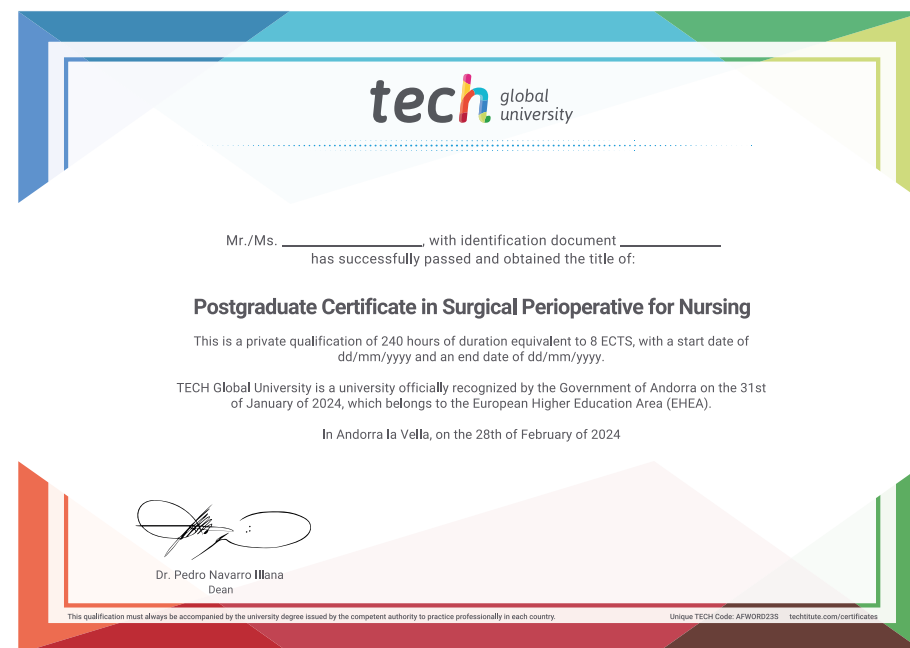 tech global university
Mr./Ms. ____________, with identification document ____________
has successfully passed and obtained the title of:
Postgraduate Certificate in Surgical Perioperative for Nursing
This is a private qualification of 240 hours of duration equivalent to 8 ECTS, with a start date of
dd/mm/yyyy and an end date of dd/mm/yyyy.
TECH Global University is a university officially recognized by the Government of Andorra on the 31st
of January of 2024, which belongs to the European Higher Education Area (EHEA).
In Andorra la Vella, on the 28th of February of 2024
Dr. Pedro Navarro Illana
Dean
This qualification must always be accompanied by the university degree issued by the competent authority to practice professionally in each country.
Unique TECH Code: AFWORD23S techtitute.com/certificates